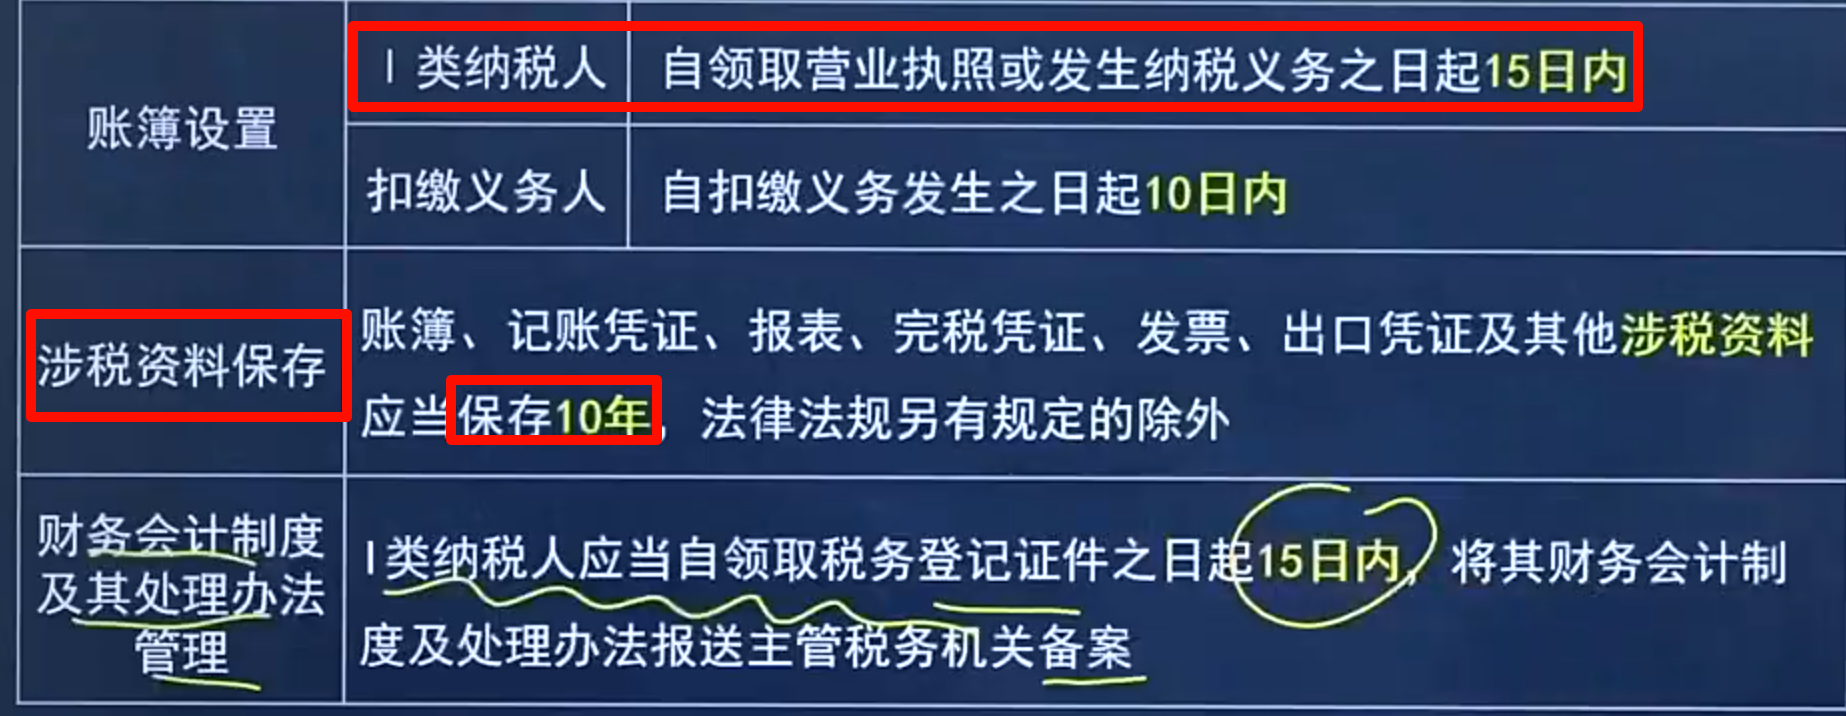 账簿设置
I 类纳税人
自领取营业执照或发生纳税义务之日起15日内
扣缴义务人
自扣缴义务发生之日起10日内
涉税资料保存
账簿、记账凭证、报表、完税凭证、发票、出口凭证及其他涉税资料
应当保存10年，法律法规另有规定的除外
财务会计制度
及其处理办法
管理
I类纳税人应当自领取税务登记证件之日起15日内，将其财务会计制
度及处理办法报送主管税务机关备案